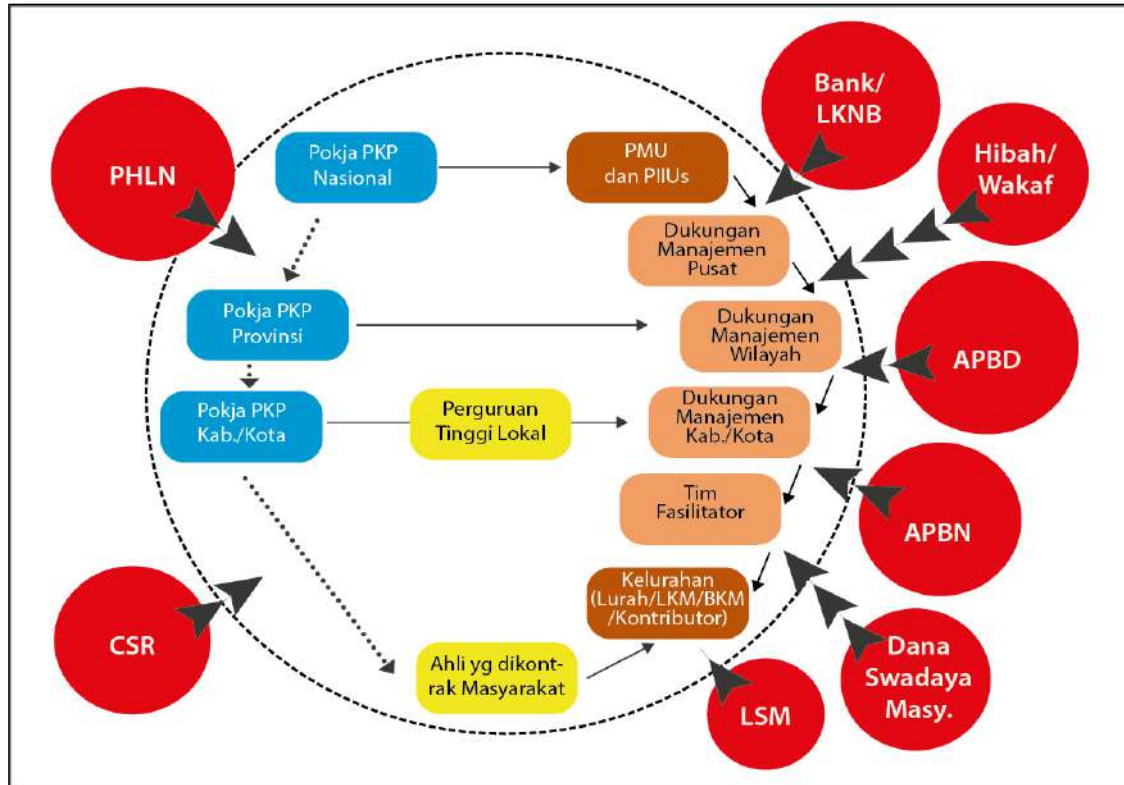 PHLN
Pokja PKP
Nasional
PMU
dan PIIUs
Bank/
LKNB
Hibah/
Wakaf
Dukungan
Manajemen
Pusat
Pokja PKP
Provinsi
Dukungan
Manajemen
Wilayah
APBD
Pokja PKP
Kab./Kota
Perguruan
Tinggi Lokal
Dukungan
Manajemen
Kab./Kota
Tim
Fasilitator
APBN
Kelurahan
(Lurah/LKM/BKM
/Kontributor)
CSR
Ahli yg dikont-
rak Masyarakat
LSM
Dana
Swadaya
Masy.